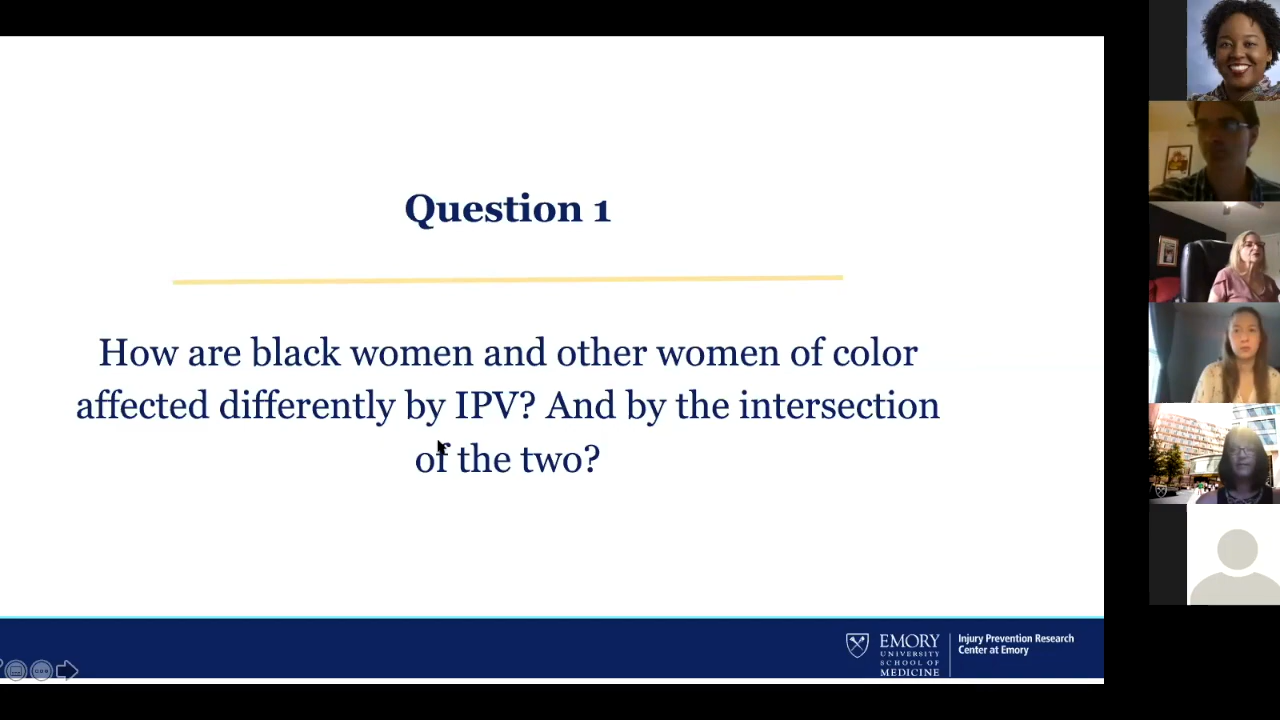 Question 1
How are black women and other women of color
affected differently by IPV? And by the intersection
of the two?
EMORY
UNIVERSITY
SCHOOL OF
MEDICINE
Injury Prevention Research
Center at Emory